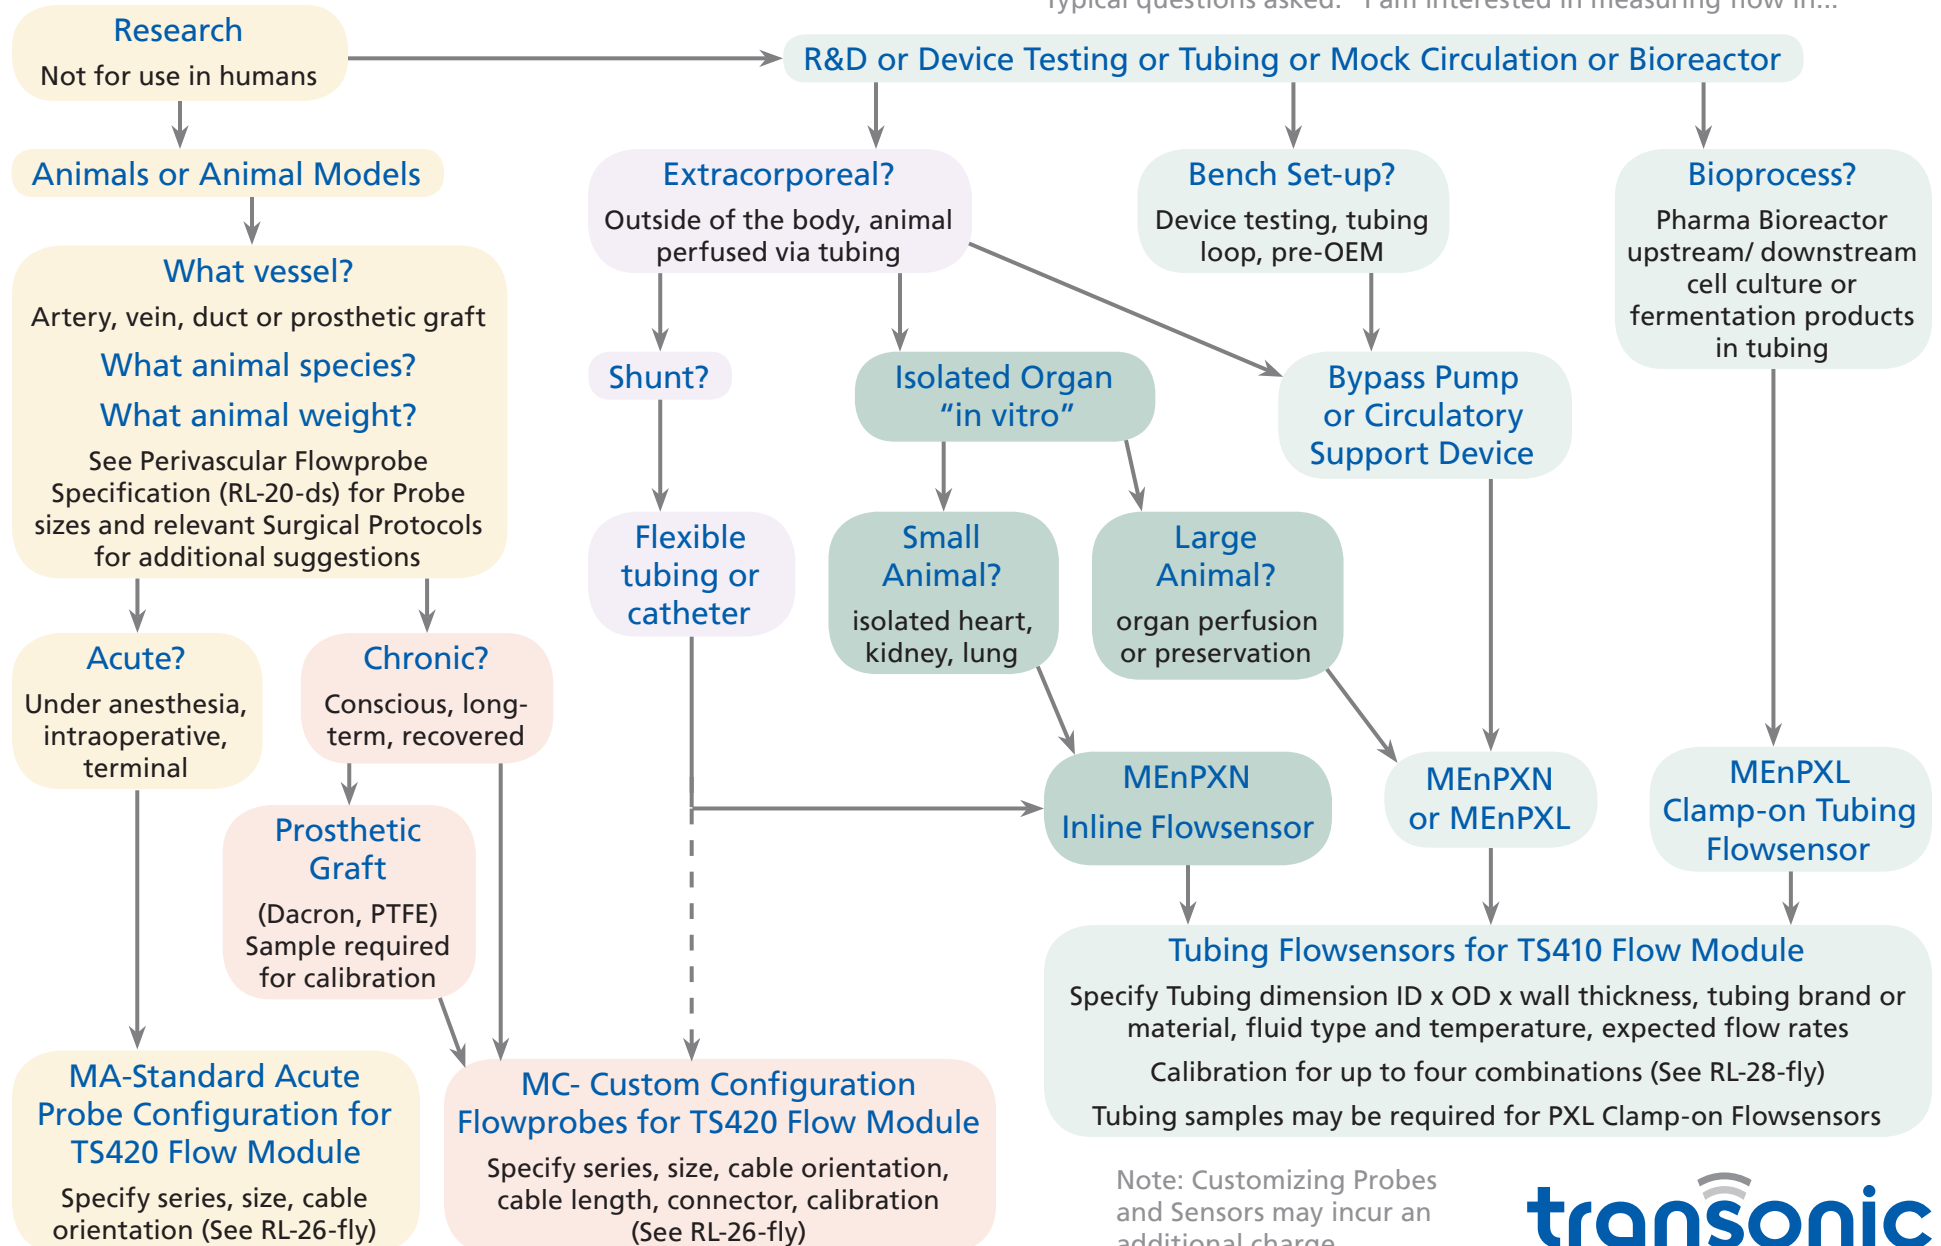 Typical questions asked: "I am interested in measuring flow in...
Research
Not for use in humans
R&D or Device Testing or Tubing or Mock Circulation or Bioreactor
Animals or Animal Models
Extracorporeal?
Outside of the body, animal
perfused via tubing
Bench Set-up?
Device testing, tubing
loop, pre-OEM
Bioprocess?
Pharma Bioreactor
upstream/ downstream
cell culture or
fermentation products
in tubing
What vessel?
Artery, vein, duct or prosthetic graft
What animal species?
What animal weight?
See Perivascular Flowprobe
Specification (RL-20-ds) for Probe
sizes and relevant Surgical Protocols
for additional suggestions
Shunt?
Isolated Organ
“in vitro”
Bypass Pump
or Circulatory
Support Device
Flexible
tubing or
catheter
Small
Animal?
isolated heart,
kidney, lung
Large
Animal?
organ perfusion
or preservation
Acute?
Under anesthesia,
intraoperative,
terminal
Chronic?
Conscious, long-
term, recovered
Prosthetic
Graft
(Dacron, PTFE)
Sample required
for calibration
MEnPXN
Inline Flowsensor
MEnPXN
or MEnPXL
MEnPXL
Clamp-on Tubing
Flowsensor
Tubing Flowsensors for TS410 Flow Module
Specify Tubing dimension ID x OD x wall thickness, tubing brand or
material, fluid type and temperature, expected flow rates
Calibration for up to four combinations (See RL-28-fly)
Tubing samples may be required for PXL Clamp-on Flowsensors
MA-Standard Acute
Probe Configuration for
TS420 Flow Module
Specify series, size, cable
orientation (See RL-26-fly)
MC- Custom Configuration
Flowprobes for TS420 Flow Module
Specify series, size, cable orientation,
cable length, connector, calibration
(See RL-26-fly)
Note: Customizing Probes
and Sensors may incur an
additional charge
transonic